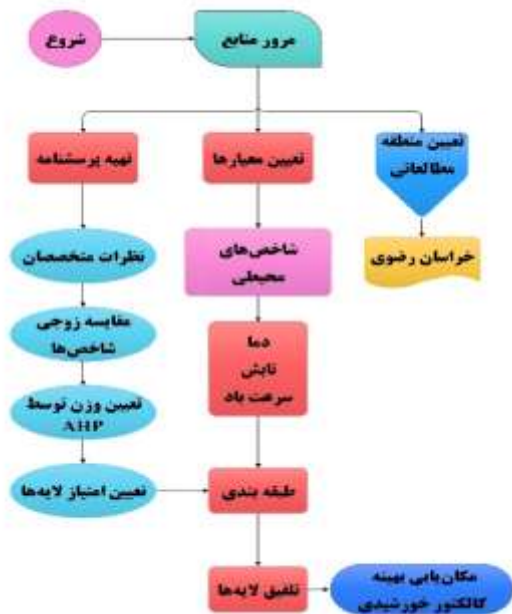 شروع
مرور منابع
تهیه پرسشنامه
تعیین معیارها
تعیین منطقه
مطالعاتی
نظرات متخصصان
شاخص‌های
محیطی
خراسان رضوی
مقایسه زوجی
شاخص‌ها
دما
تابش
سرعت باد
تعیین وزن توسط
AHP
تعیین امتیاز لایه‌ها
طبقه بندی
تلفیق لایه‌ها
مکان‌یابی بهینه
کالکتور خورشیدی